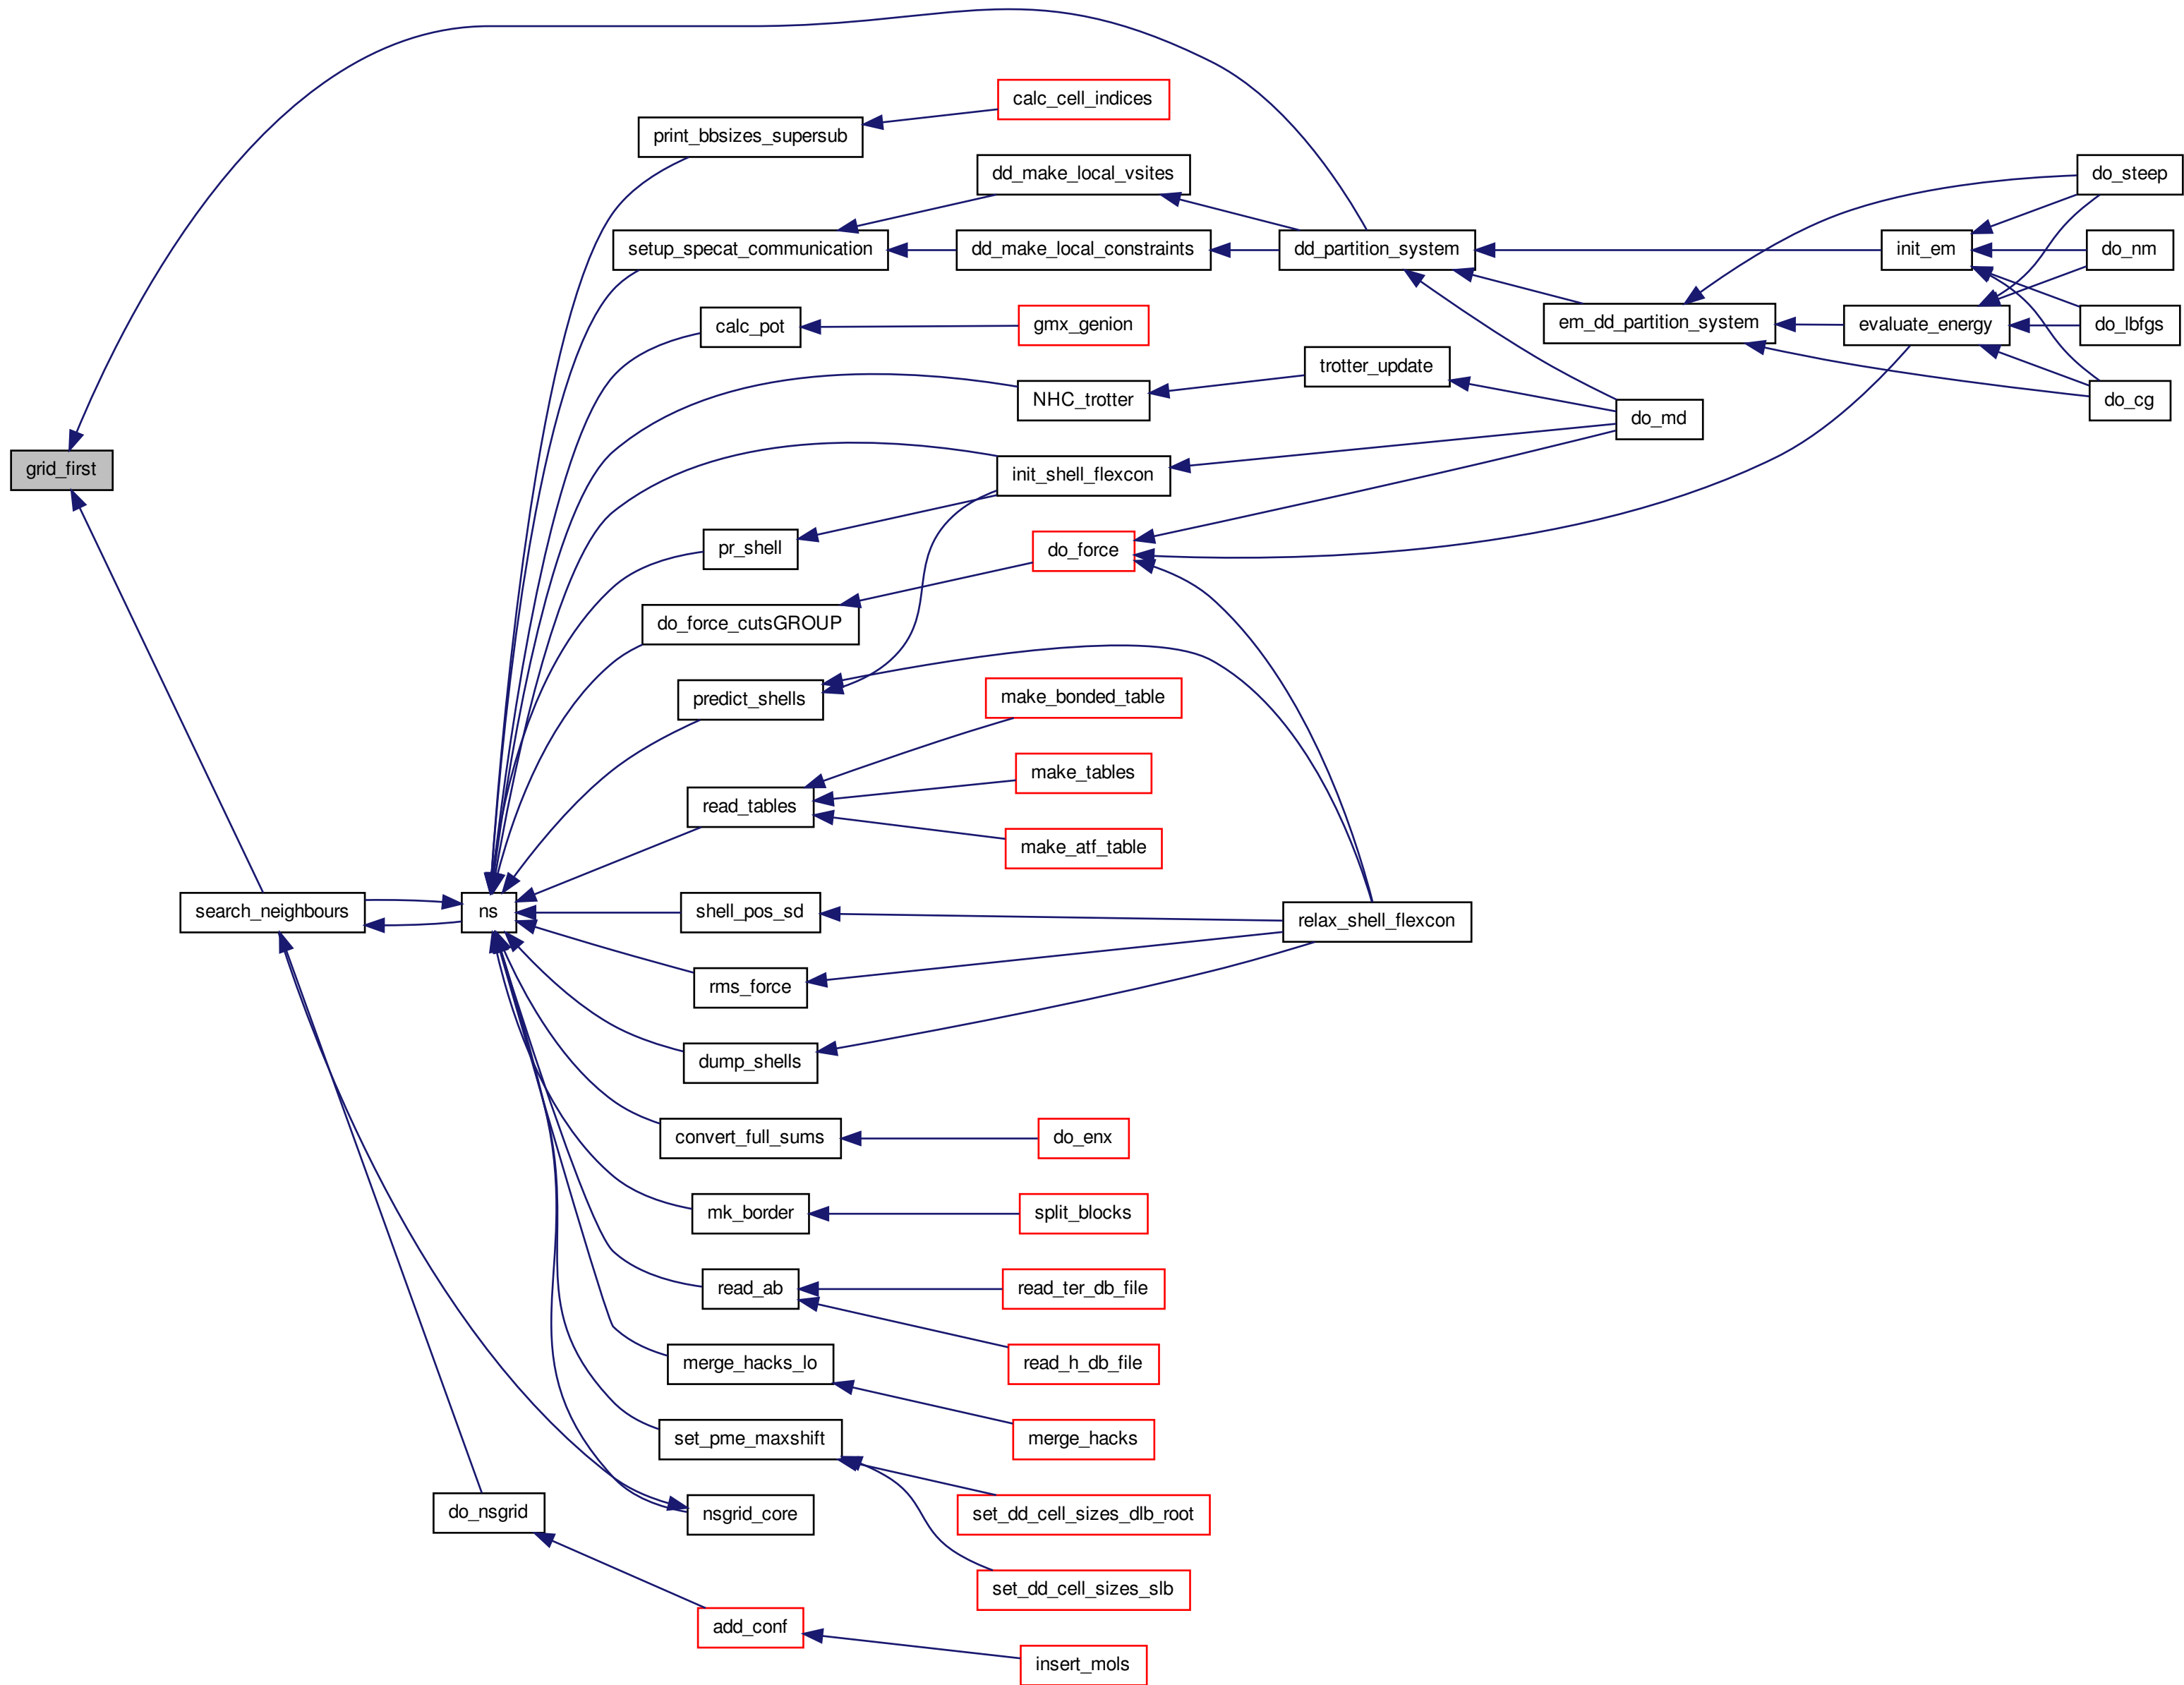 grid_first
search_neighbours
do_nsgrid
ns
print_bbsizes_supersub
setup_specat_communication
calc_pot
pr_shell
do_force_cutsGROUP
predict_shells
read_tables
shell_pos_sd
rms_force
dump_shells
convert_full_sums
mk_border
read_ab
merge_hacks_lo
set_pme_maxshift
nsgrid_core
add_conf
calc_cell_indices
dd_make_local_vsites
dd_make_local_constraints
gmx_genion
NHC_trotter
init_shell_flexcon
do_force
make_bonded_table
make_tables
make_atf_table
do_enx
split_blocks
read_ter_db_file
read_h_db_file
merge_hacks
set_dd_cell_sizes_dlb_root
set_dd_cell_sizes_slb
insert_mols
dd_partition_system
trotter_update
relax_shell_flexcon
em_dd_partition_system
do_md
init_em
evaluate_energy
do_steep
do_nm
do_lbfgs
do_cg